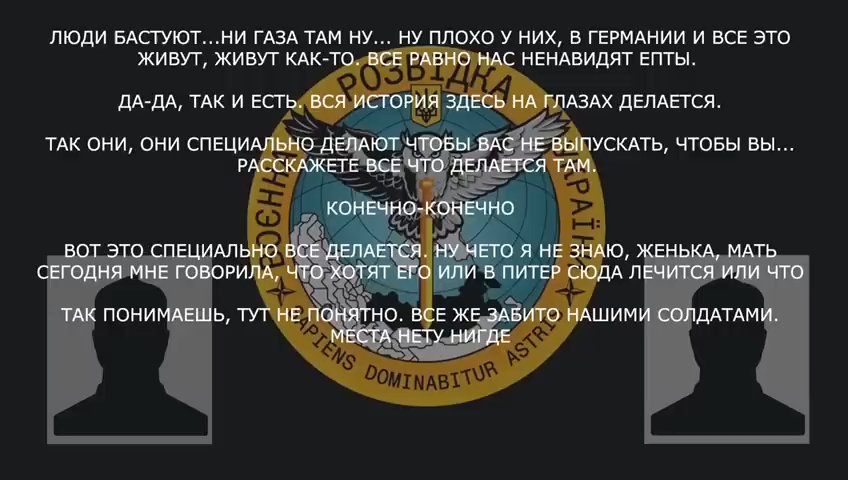 ЛЮДИ БАСТУЮТ...НИ ГАЗА ТАМ НУ... НУ ПЛОХО У НИХ, В ГЕРМАНИИ И ВСЕ ЭТО
ЖИВУТ, ЖИВУТ КАК-ТО. ВСЕ РАВНО НАС НЕНАВИДЯТ ЕПТЫ.
ДА-ДА, ТАК И ЕСТЬ. ВСЯ ИСТОРИЯ ЗДЕСЬ НА ГЛАЗАХ ДЕЛАЕТСЯ.
ТАК ОНИ, ОНИ СПЕЦИАЛЬНО ДЕЛАЮТ ЧТОБЫ ВАС НЕ ВЫПУСКАТЬ, ЧТОБЫ ВЫ...
РАССКАЖЕТЕ ВСЕ ЧТО ДЕЛАЕТСЯ ТАМ.
КОНЕЧНО-КОНЕЧНО
ВОТ ЭТО СПЕЦИАЛЬНО ВСЕ ДЕЛАЕТСЯ. НУ ЧЕТО Я НЕ ЗНАЮ, ЖЕНЬКА, МАТЬ
СЕГОДНЯ МНЕ ГОВОРИЛА, ЧТО ХОТЯТ ЕГО ИЛИ В ПИТЕР СЮДА ЛЕЧИТСЯ ИЛИ ЧТО
ТАК ПОНИМАЕШЬ, ТУТ НЕ ПОНЯТНО. ВСЕ ЖЕ ЗАБИТО НАШИМИ СОЛДАТАМИ.
МЕСТА НЕТУ НИГДЕ
ВОЄННА РОЗВІДКА УКРАЇНИ
SAPIENS DOMINABITUR ASTRIS